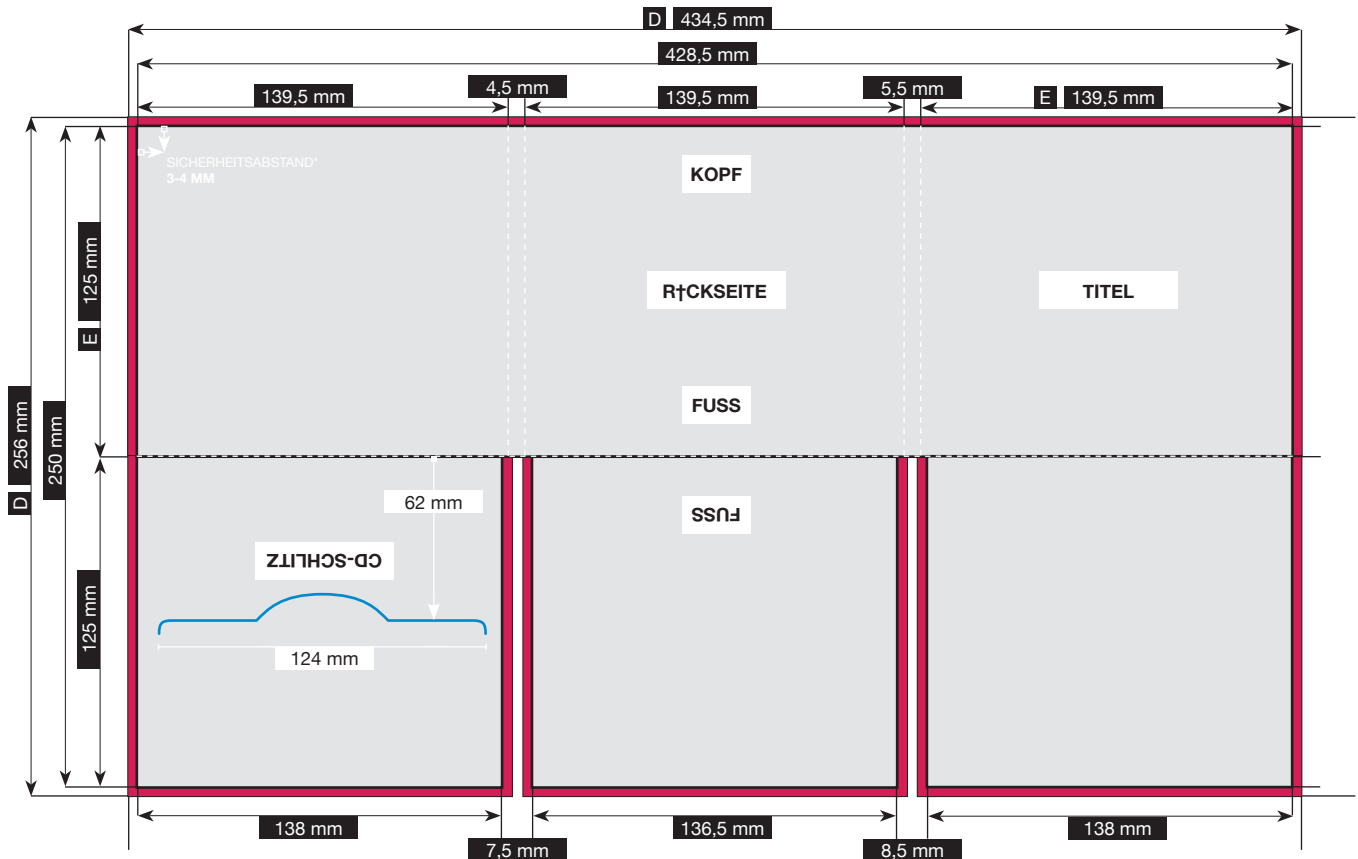 D 434,5 mm
428,5 mm
139,5 mm
4,5 mm
139,5 mm
5,5 mm
E 139,5 mm
SICHERHEITSABSTAND*
3-4 MM
KOPF
R†CKSEITE
TITEL
FUSS
E 125 mm
D 256 mm
250 mm
62 mm
FUSS
CD-SCHLITZ
125 mm
124 mm
138 mm
7,5 mm
136,5 mm
8,5 mm
138 mm